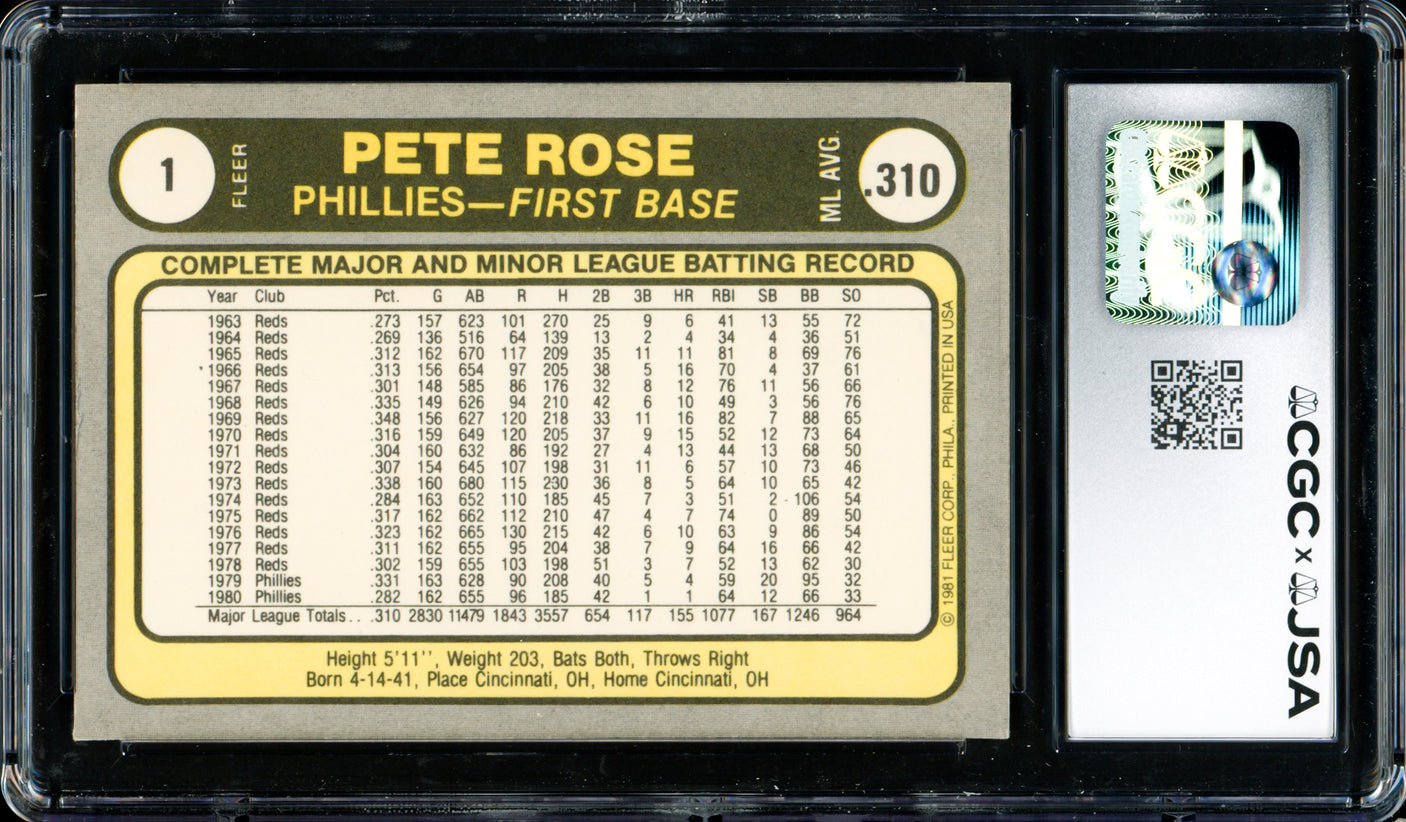 1 FLEER PETE ROSE ML AVG. .310
PHILLIES—FIRST BASE
COMPLETE MAJOR AND MINOR LEAGUE BATTING RECORD
Year Club Pct. G AB R H 2B 3B HR RBI SB BB SO
1963 Reds .273 157 623 101 270 25 9 6 41 13 55 72
1964 Reds .269 136 516 64 139 13 2 4 34 4 36 51
1965 Reds .312 162 670 117 209 35 11 11 81 8 69 76
1966 Reds .313 156 654 97 205 38 5 16 70 4 37 61
1967 Reds .301 148 585 86 176 32 8 12 76 11 56 66
1968 Reds .335 149 626 94 210 42 6 10 49 3 56 76
1969 Reds .348 156 627 120 218 33 11 16 82 7 88 65
1970 Reds .316 159 649 120 205 37 9 15 52 12 73 64
1971 Reds .304 160 632 86 192 27 4 13 44 13 68 50
1972 Reds .307 154 645 107 198 31 11 6 57 10 73 46
1973 Reds .338 160 680 115 230 36 8 5 64 10 65 42
1974 Reds .284 163 652 110 185 45 7 3 51 2 106 54
1975 Reds .317 162 662 112 210 47 4 7 74 0 89 50
1976 Reds .323 162 665 130 215 42 6 10 63 9 86 54
1977 Reds .311 162 655 95 204 38 7 9 64 16 66 42
1978 Reds .302 159 655 103 198 51 3 7 52 13 62 30
1979 Phillies .331 163 628 90 208 40 5 4 59 20 95 32
1980 Phillies .282 162 655 96 185 42 1 1 64 12 66 33
Major League Totals . . .310 2830 11479 1843 3557 654 117 155 1077 167 1246 964
Height 5'11'', Weight 203, Bats Both, Throws Right
Born 4-14-41, Place Cincinnati, OH, Home Cincinnati, OH
© 1981 FLEER CORP., PHILA., PRINTED IN USA
CGC x JSA